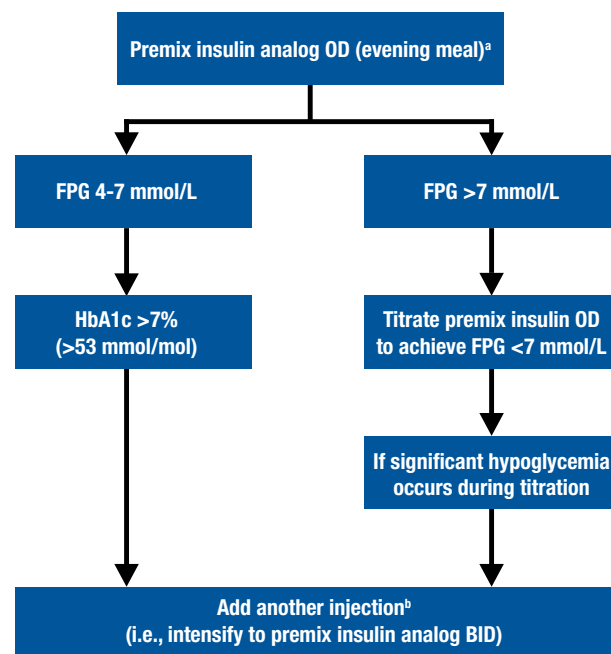 Premix insulin analog OD (evening meal)ᵃ
FPG 4-7 mmol/L
FPG >7 mmol/L
HbA1c >7%
(>53 mmol/mol)
Titrate premix insulin OD
to achieve FPG <7 mmol/L
If significant hypoglycemia
occurs during titration
Add another injectionᵇ
(i.e., intensify to premix insulin analog BID)